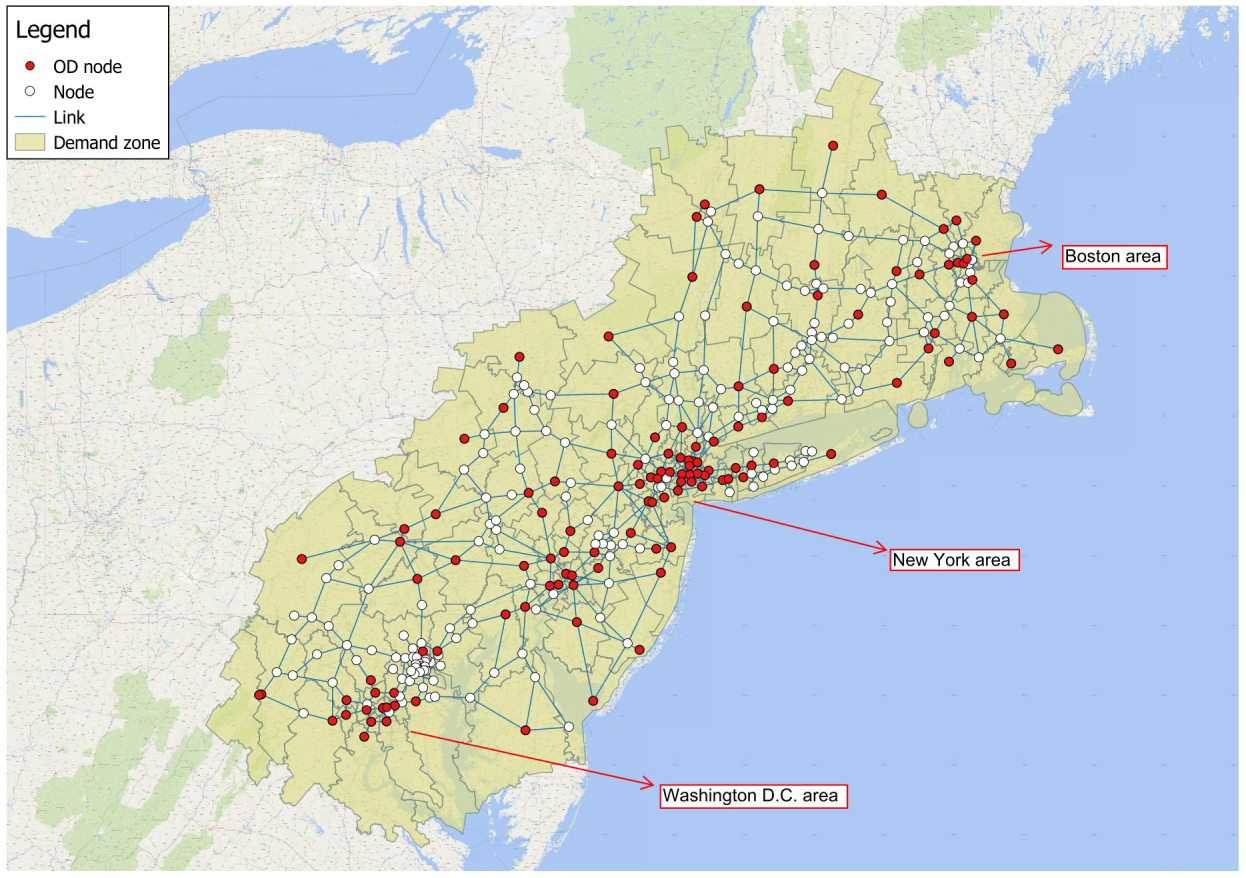 Legend
OD node
Node
Link
Demand zone
Boston area
New York area
Washington D.C. area